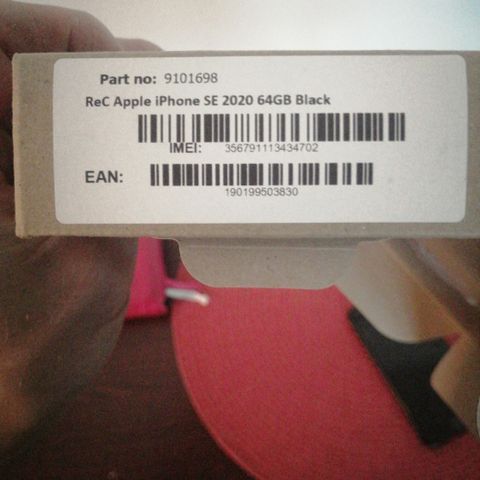 Part no: 9101698
ReC Apple iPhone SE 2020 64GB Black
IMEI: 356791113434702
EAN:
190199503830